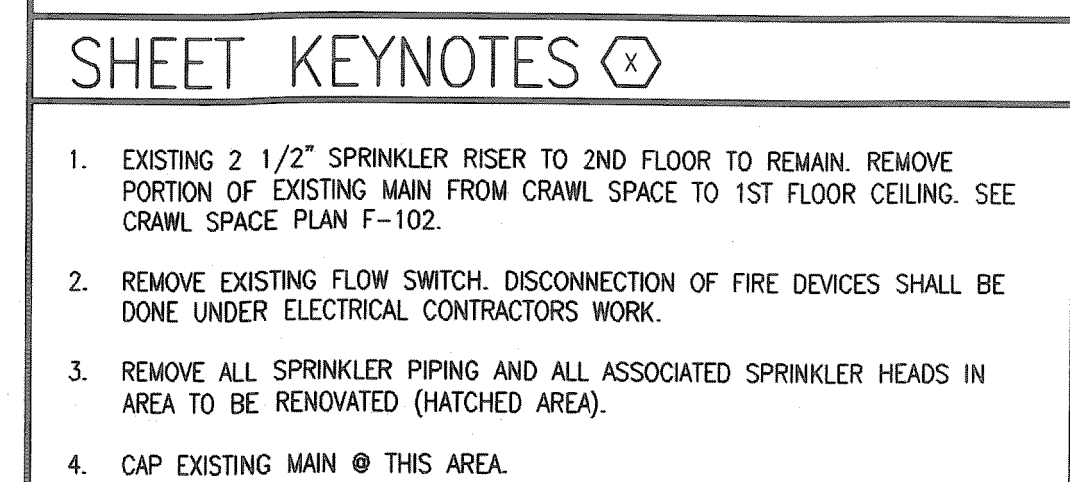 SHEET KEYNOTES X
1. EXISTING 2 1/2" SPRINKLER RISER TO 2ND FLOOR TO REMAIN. REMOVE
PORTION OF EXISTING MAIN FROM CRAWL SPACE TO 1ST FLOOR CEILING. SEE
CRAWL SPACE PLAN F-102.
2. REMOVE EXISTING FLOW SWITCH. DISCONNECTION OF FIRE DEVICES SHALL BE
DONE UNDER ELECTRICAL CONTRACTORS WORK.
3. REMOVE ALL SPRINKLER PIPING AND ALL ASSOCIATED SPRINKLER HEADS IN
AREA TO BE RENOVATED (HATCHED AREA).
4. CAP EXISTING MAIN @ THIS AREA.